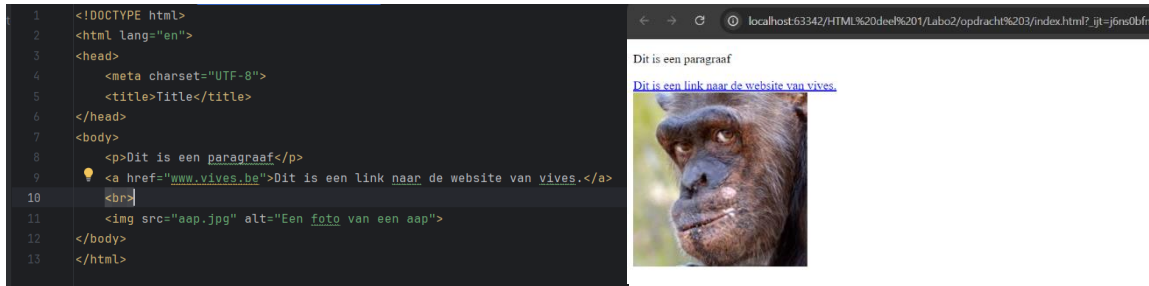 1 <!DOCTYPE html>
2 <html lang="en">
3 <head>
4 <meta charset="UTF-8">
5 <title>Title</title>
6 </head>
7 <body>
8 <p>Dit is een paragraaf</p>
9 <a href="www.vives.be">Dit is een link naar de website van vives.</a>
10 <br>
11 <img src="aap.jpg" alt="Een foto van een aap">
12 </body>
13 </html>
localhost:63342/HTML%20deel%201/Labo2/opdracht%203/index.html?_ijt=j6ns0bfn
Dit is een paragraaf
Dit is een link naar de website van vives.